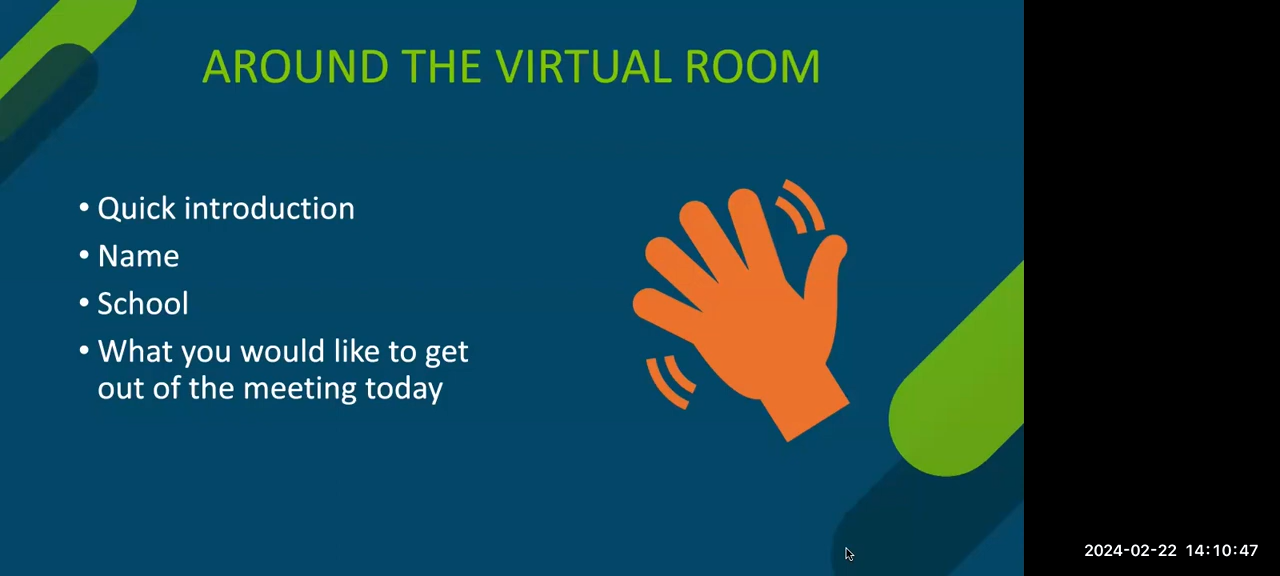 AROUND THE VIRTUAL ROOM
• Quick introduction
• Name
• School
• What you would like to get
out of the meeting today
2024-02-22 14:10:47